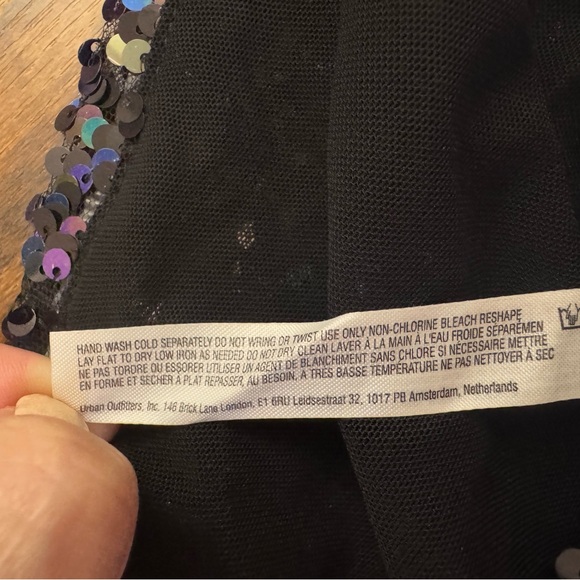 HAND WASH COLD SEPARATELY DO NOT WRING OR TWIST USE ONLY NON-CHLORINE BLEACH RESHAPE
LAY FLAT TO DRY LOW IRON AS NEEDED DO NOT DRY CLEAN LAVER À LA MAIN À L'EAU FROIDE SÉPARÉMEN
NE PAS TORDRE OU ESSORER UTILISER UN AGENT DE BLANCHIMENT SANS CHLORE SI NÉCESSAIRE METTRE
EN FORME ET SÉCHER À PLAT REPASSER, AU BESOIN, À TRÈS BASSE TEMPÉRATURE NE PAS NETTOYER À SEC
Urban Outfitters, Inc. 146 Brick Lane London, E1 6RU Leidsestraat 32, 1017 PB Amsterdam, Netherlands